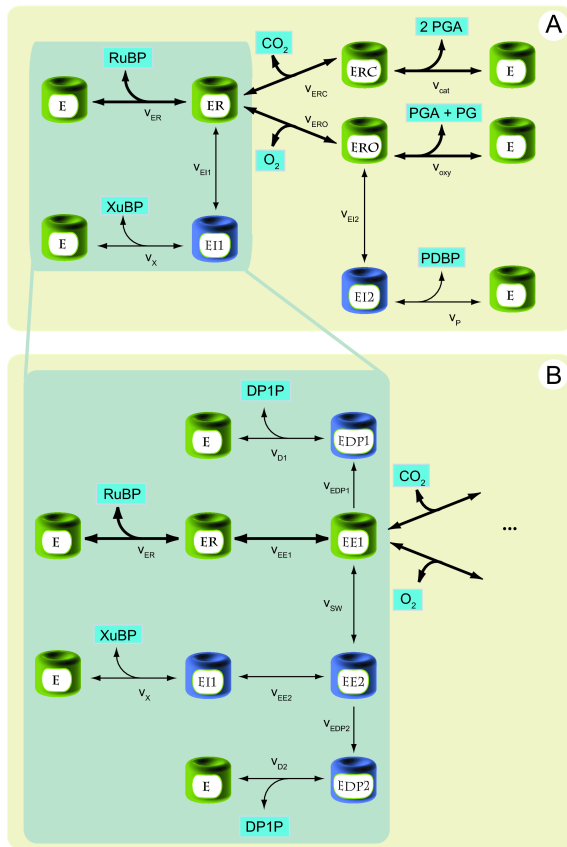 A
2 PGA
CO2
RuBP
E
ER
ERC
E
vER
vERC
vcat
vERO
PGA + PG
O2
ERO
E
vEI1
voxy
XuBP
vEI2
E
EI1
vX
PDBP
EI2
E
vP
B
DP1P
E
EDP1
vD1
CO2
vEDP1
RuBP
E
ER
EE1
...
vER
vEE1
O2
vSW
XuBP
E
EI1
EE2
vX
vEE2
vEDP2
vD2
E
EDP2
DP1P